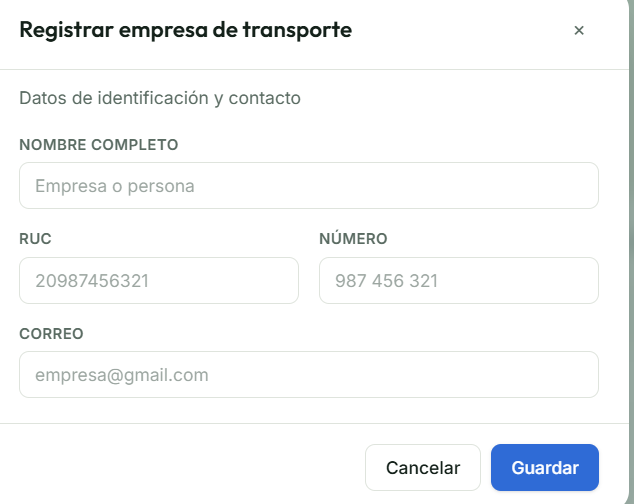 Registrar empresa de transporte
×
Datos de identificación y contacto
NOMBRE COMPLETO
Empresa o persona
RUC
NÚMERO
20987456321
987 456 321
CORREO
empresa@gmail.com
Cancelar
Guardar